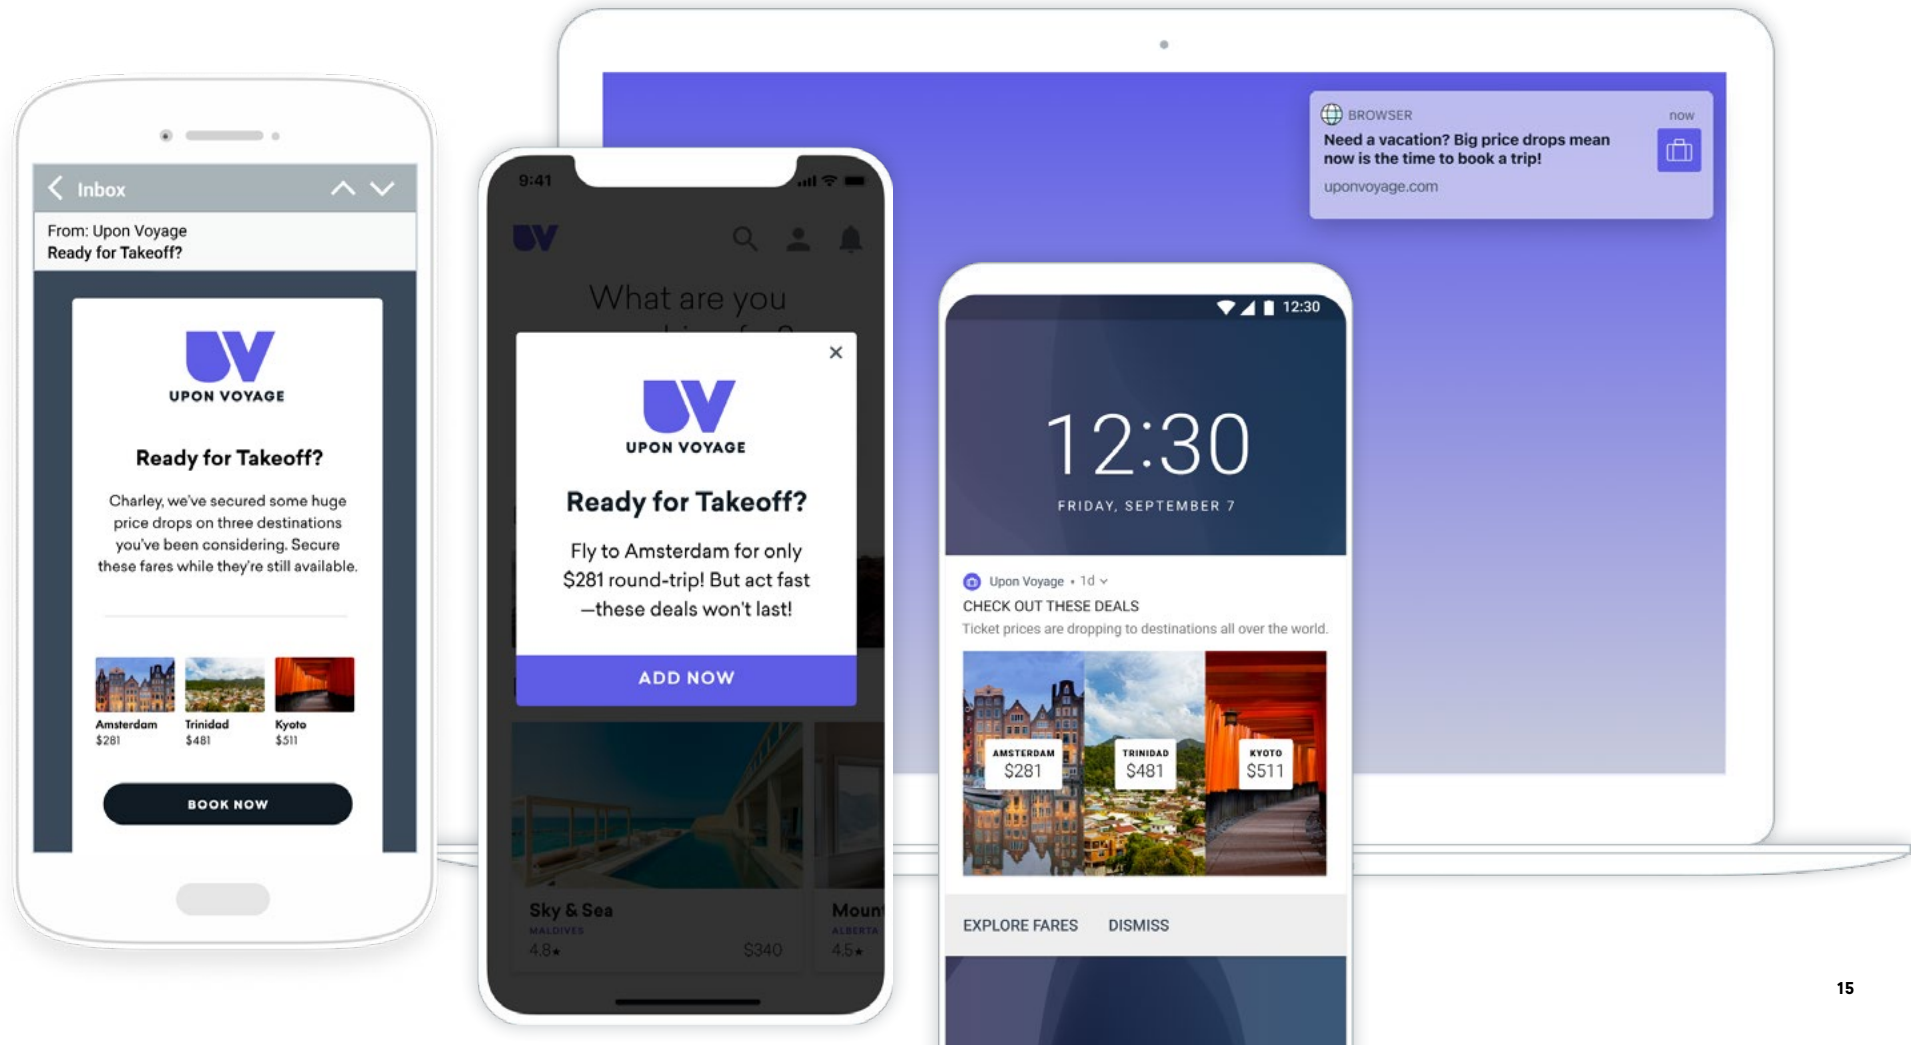 Inbox
From: Upon Voyage
Ready for Takeoff?
UV
UPON VOYAGE
Ready for Takeoff?
Charley, we've secured some huge
price drops on three destinations
you've been considering. Secure
these fares while they're still available.
Amsterdam Trinidad Kyoto
$281 $481 $511
BOOK NOW
9:41
UV
What are you
UV
UPON VOYAGE
Ready for Takeoff?
Fly to Amsterdam for only
$281 round-trip! But act fast
—these deals won't last!
ADD NOW
Sky & Sea
MALDIVES
4.8★ $340
Moun
ALBERTA
4.5★
BROWSER now
Need a vacation? Big price drops mean
now is the time to book a trip!
uponvoyage.com
12:30
12:30
FRIDAY, SEPTEMBER 7
Upon Voyage • 1d
CHECK OUT THESE DEALS
Ticket prices are dropping to destinations all over the world.
AMSTERDAM TRINIDAD KYOTO
$281 $481 $511
EXPLORE FARES DISMISS
15